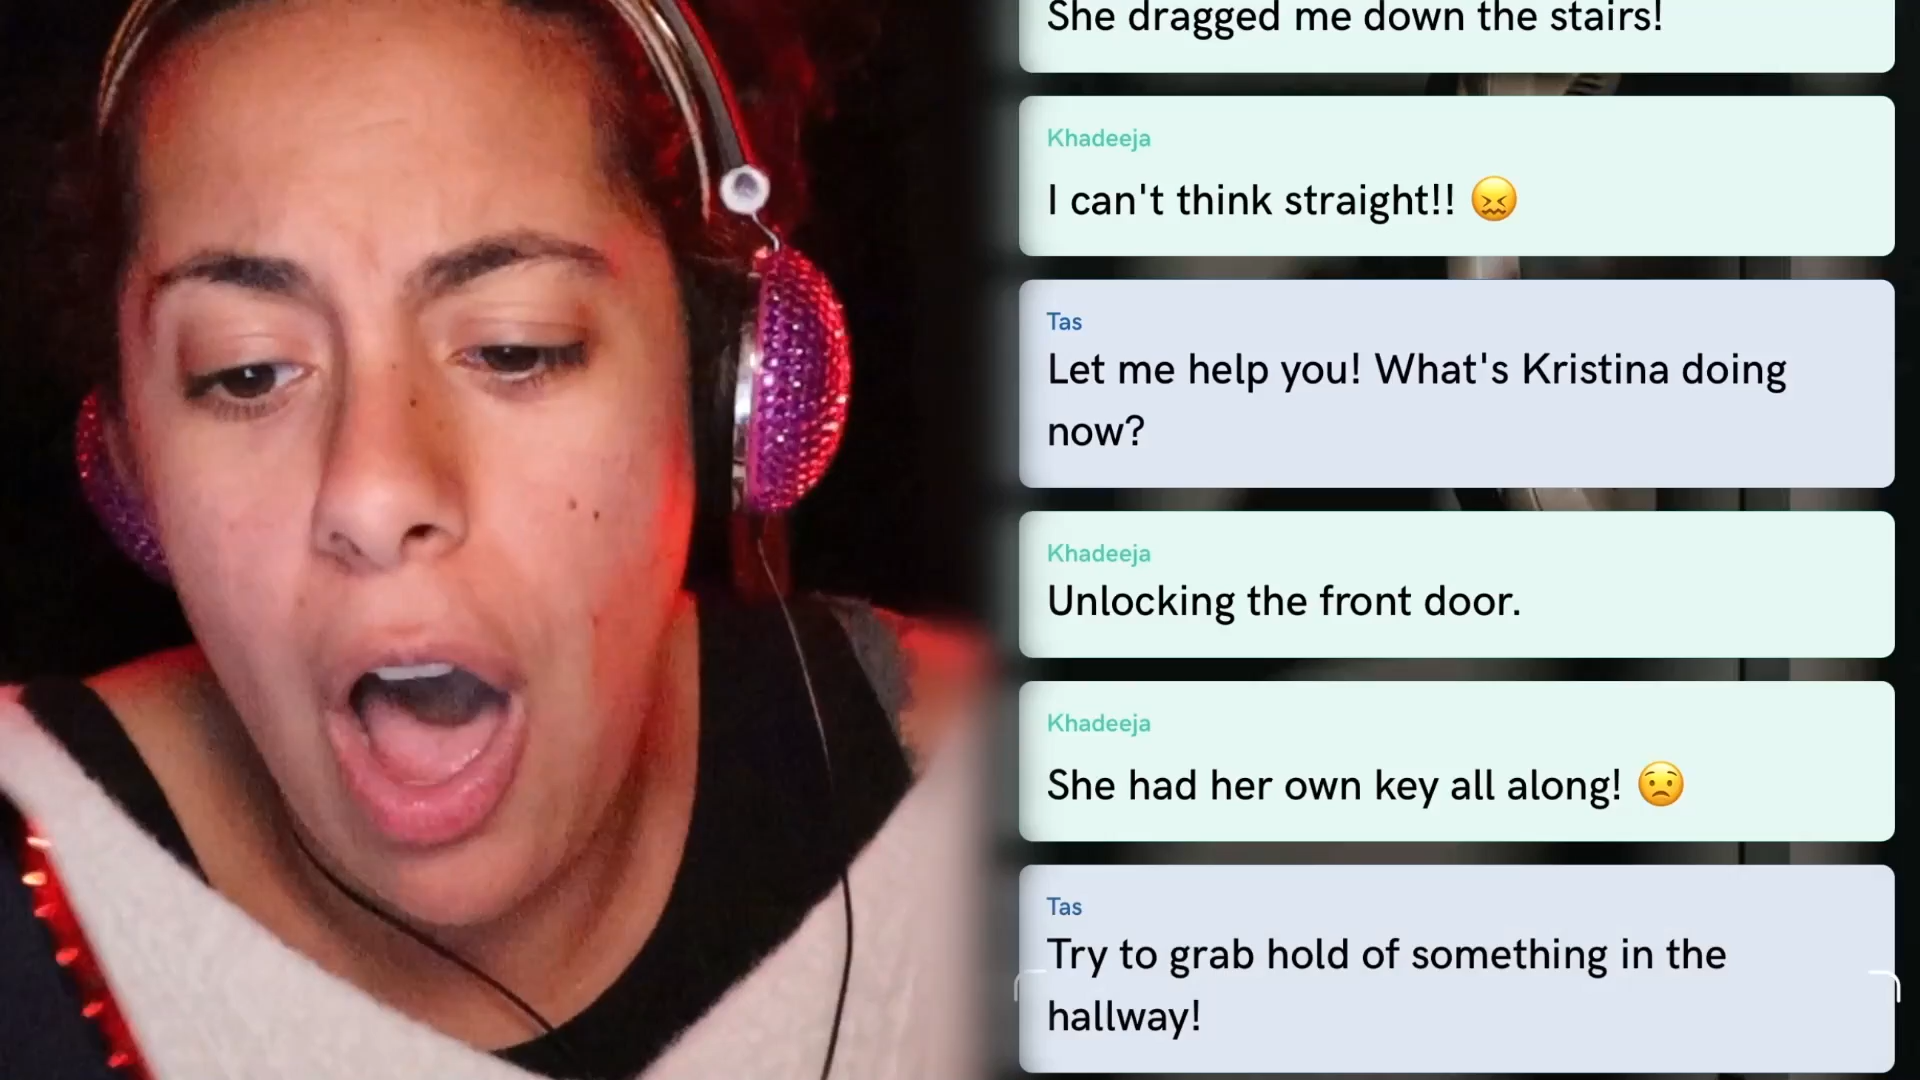 She dragged me down the stairs!
Khadeeja
I can't think straight!! 😖
Tas
Let me help you! What's Kristina doing
now?
Khadeeja
Unlocking the front door.
Khadeeja
She had her own key all along! 😟
Tas
Try to grab hold of something in the
hallway!